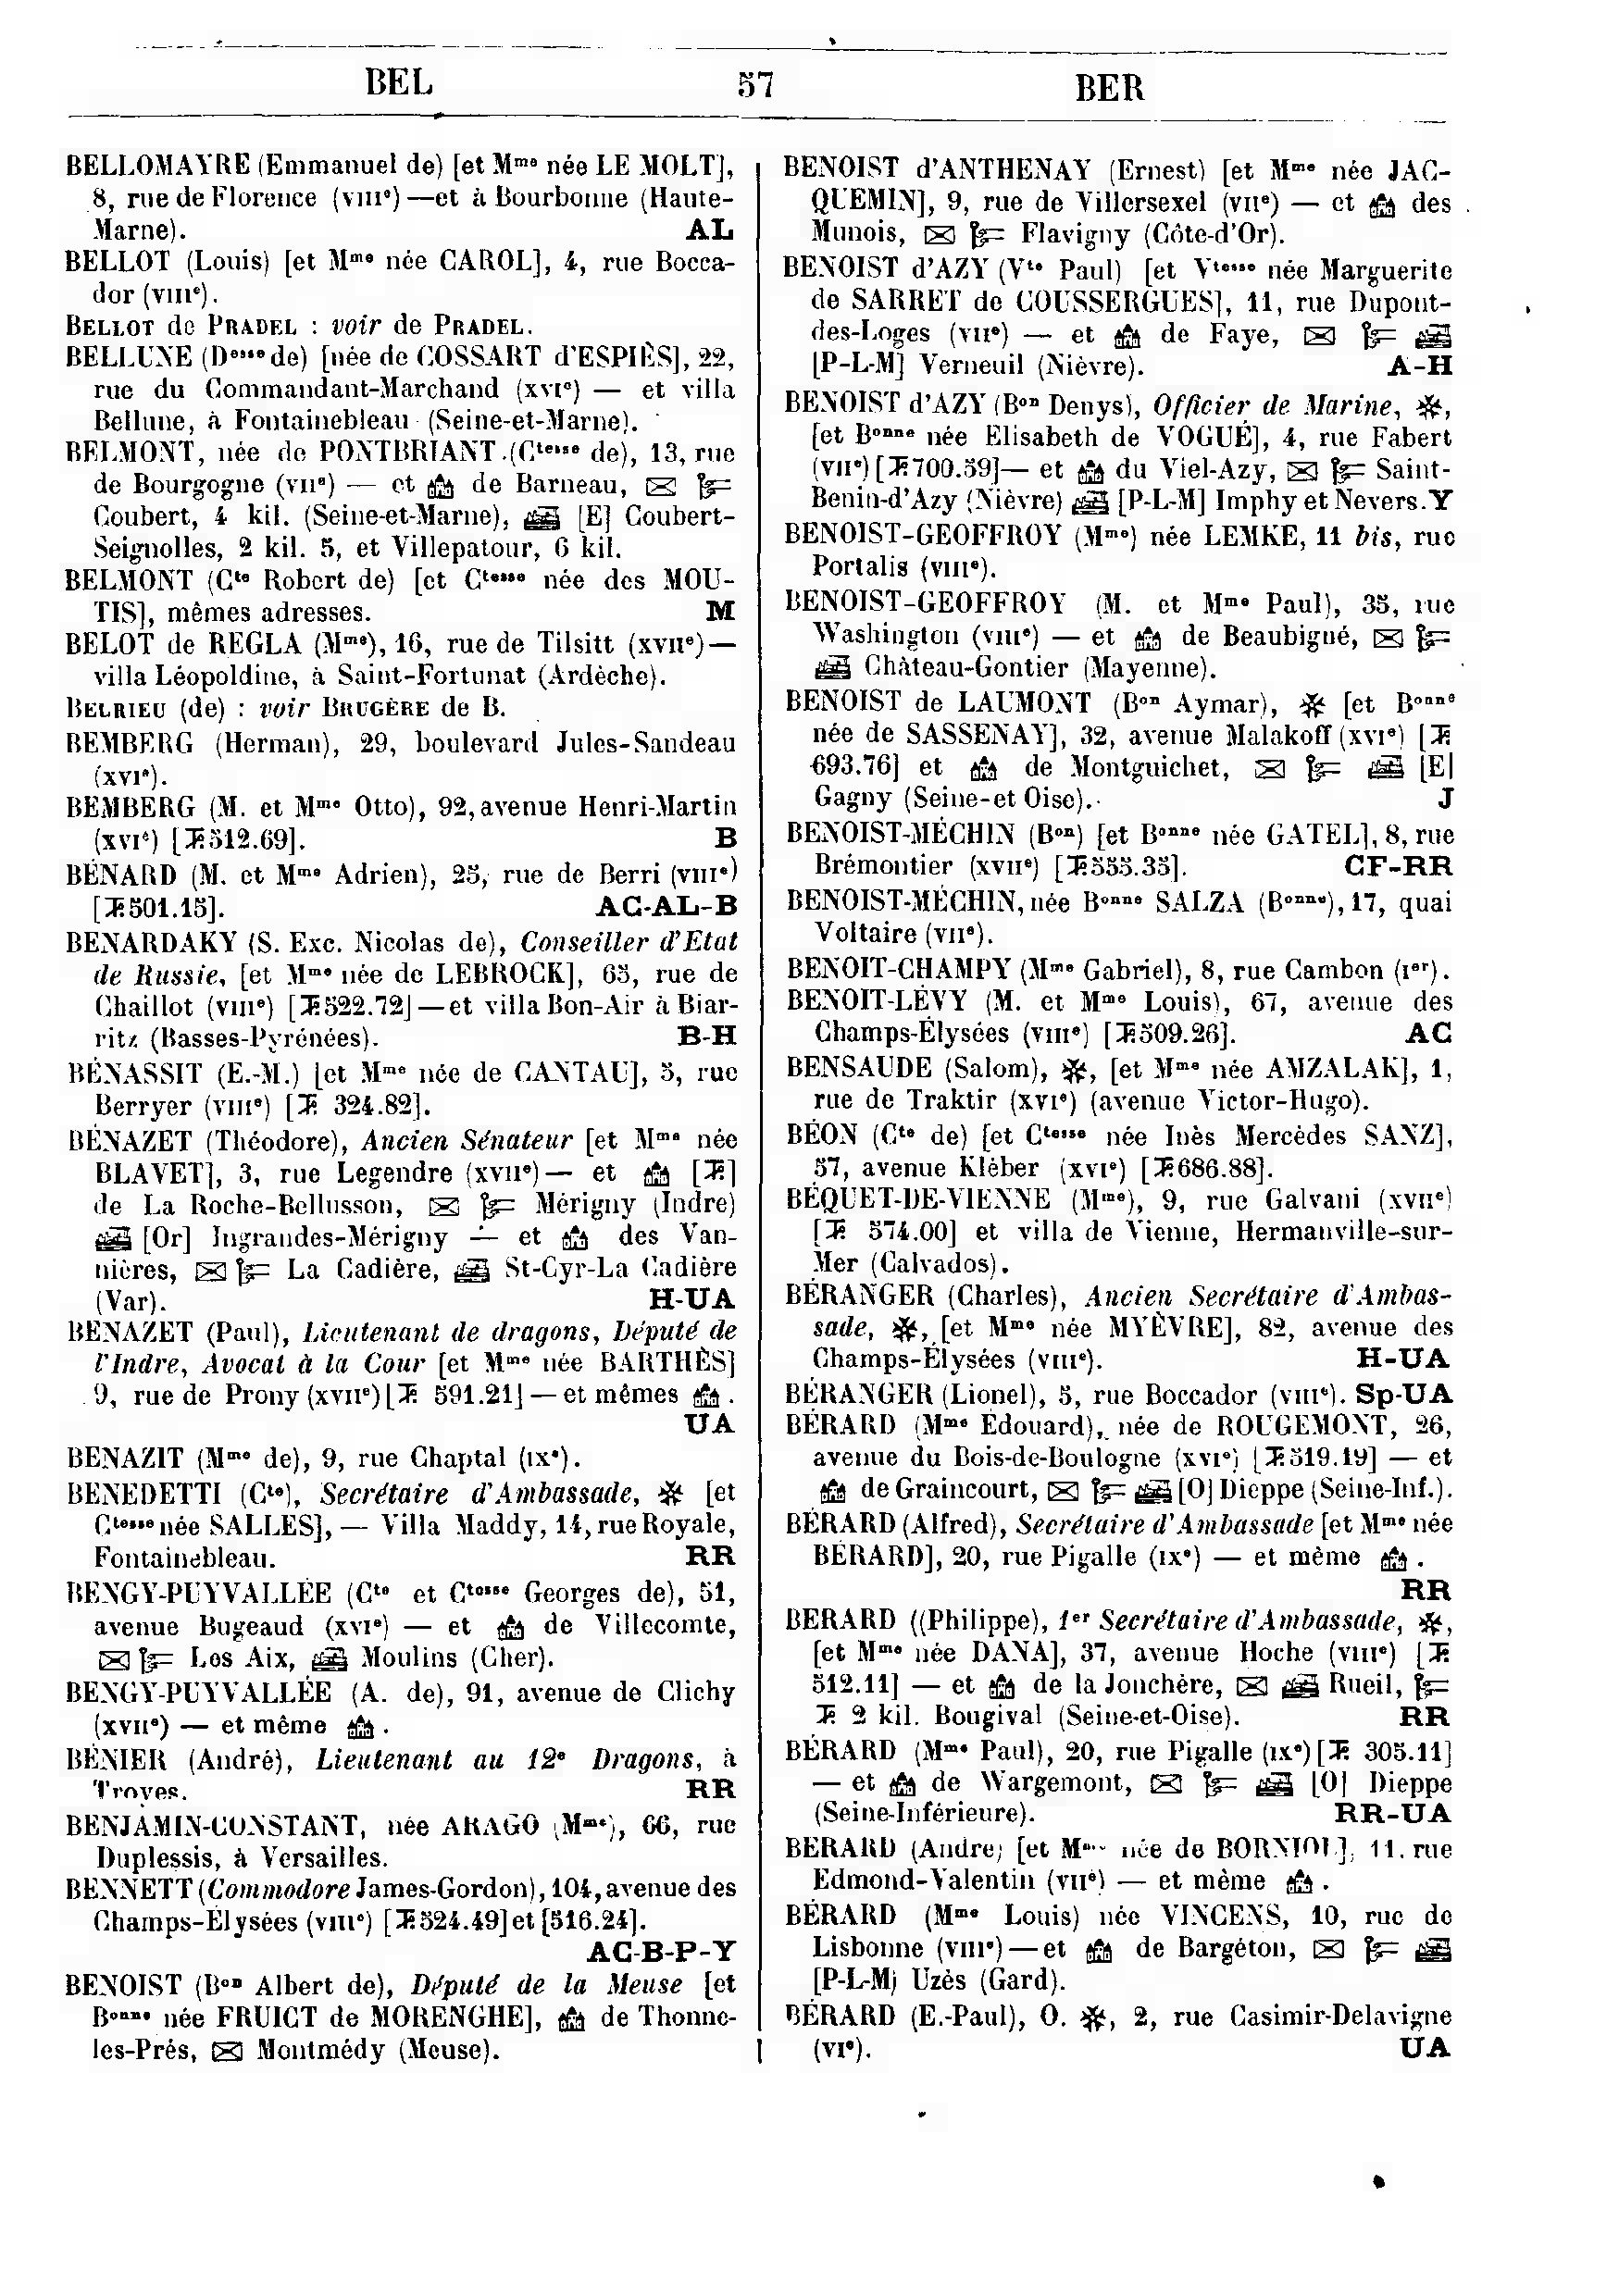 BEL 57 BER
BELLOMAYRE (Emmanuel de) [et Mme née LE MOLT],
8, rue de Florence (VIIIe) — et à Bourbonne (Haute-
Marne). AL
BELLOT (Louis) [et Mme née CAROL], 4, rue Bocca-
dor (VIIIe).
BELLOT de PRADEL : voir de PRADEL.
BELLUNE (Desse de) [née de COSSART d'ESPIÈS], 22,
rue du Commandant-Marchand (XVIe) — et villa
Bellune, à Fontainebleau (Seine-et-Marne).
BELMONT, née de PONTBRIANT (Ctesse de), 13, rue
de Bourgogne (VIIe) — et de Barneau,
Coubert, 4 kil. (Seine-et-Marne), [E] Coubert-
Seignolles, 2 kil. 5, et Villepatour, 6 kil.
BELMONT (Cte Robert de) [et Ctesse née des MOU-
TIS], mêmes adresses. M
BELOT de REGLA (Mme), 16, rue de Tilsitt (XVIIe) —
villa Léopoldine, à Saint-Fortunat (Ardèche).
BELRIEU (de) : voir BRUGÈRE de B.
BEMBERG (Herman), 29, boulevard Jules-Sandeau
(XVIe).
BEMBERG (M. et Mme Otto), 92, avenue Henri-Martin
(XVIe) [T. 512.69]. B
BÉNARD (M. et Mme Adrien), 25, rue de Berri (VIIIe)
[T. 501.15]. AC-AL-B
BENARDAKY (S. Exc. Nicolas de), Conseiller d'Etat
de Russie, [et Mme née de LEBROCK], 65, rue de
Chaillot (VIIIe) [T. 522.72] — et villa Bon-Air à Biar-
ritz (Basses-Pyrénées). B-H
BÉNASSIT (E.-M.) [et Mme née de CANTAU], 5, rue
Berryer (VIIIe) [T. 324.82].
BÉNAZET (Théodore), Ancien Sénateur [et Mme née
BLAVET], 3, rue Legendre (XVIIe) — et [T.]
de La Roche-Bellusson, Mérigny (Indre)
[Or] Ingrandes-Mérigny — et des Van-
nières, La Cadière, St-Cyr-La Cadière
(Var). H-UA
BÉNAZET (Paul), Lieutenant de dragons, Député de
l'Indre, Avocat à la Cour [et Mme née BARTHÈS]
9, rue de Prony (XVIIe) [T. 591.21] — et mêmes .
UA
BENAZIT (Mme de), 9, rue Chaptal (IXe).
BENEDETTI (Cte), Secrétaire d'Ambassade, ✻ [et
Ctesse née SALLES], — Villa Maddy, 14, rue Royale,
Fontainebleau. RR
BENGY-PUYVALLÉE (Cte et Ctesse Georges de), 51,
avenue Bugeaud (XVIe) — et de Villecomte,
Les Aix, Moulins (Cher).
BENGY-PUYVALLÉE (A. de), 91, avenue de Clichy
(XVIIe) — et même .
BÉNIER (André), Lieutenant au 12e Dragons, à
Troyes. RR
BENJAMIN-CONSTANT, née ARAGO (Mme), 66, rue
Duplessis, à Versailles.
BENNETT (Commodore James-Gordon), 104, avenue des
Champs-Élysées (VIIIe) [T. 524.49] et [516.24].
AC-B-P-Y
BENOIST (Bon Albert de), Député de la Meuse [et
Bonne née FRUICT de MORENGHE], de Thonne-
les-Prés, Montmédy (Meuse).
BENOIST d'ANTHENAY (Ernest) [et Mme née JAC-
QUEMIN], 9, rue de Villersexel (VIIe) — et des
Munois, Flavigny (Côte-d'Or).
BENOIST d'AZY (Vte Paul) [et Vtesse née Marguerite
de SARRET de COUSSERGUES], 11, rue Dupont-
des-Loges (VIIe) — et de Faye,
[P-L-M] Verneuil (Nièvre). A-H
BENOIST d'AZY (Bon Denys), Officier de Marine, ✻,
[et Bonne née Elisabeth de VOGUÉ], 4, rue Fabert
(VIIe) [T. 700.59] — et du Viel-Azy, Saint-
Benin-d'Azy (Nièvre) [P-L-M] Imphy et Nevers. Y
BENOIST-GEOFFROY (Mme) née LEMKE, 11 bis, rue
Portalis (VIIIe).
BENOIST-GEOFFROY (M. et Mme Paul), 35, rue
Washington (VIIIe) — et de Beaubigné,
Château-Gontier (Mayenne).
BENOIST de LAUMONT (Bon Aymar), ✻ [et Bonne
née de SASSENAY], 32, avenue Malakoff (XVIe) [T.
693.76] et de Montguichet, [E]
Gagny (Seine-et Oise). J
BENOIST-MÉCHIN (Bon) [et Bonne née GATEL], 8, rue
Brémontier (XVIIe) [T. 555.35]. CF-RR
BENOIST-MÉCHIN, née Bonne SALZA (Bonne), 17, quai
Voltaire (VIIe).
BENOIT-CHAMPY (Mme Gabriel), 8, rue Cambon (Ier).
BENOIT-LÉVY (M. et Mme Louis), 67, avenue des
Champs-Élysées (VIIIe) [T. 509.26]. AC
BENSAUDE (Salom), ✻, [et Mme née AMZALAK], 1,
rue de Traktir (XVIe) (avenue Victor-Hugo).
BÉON (Cte de) [et Ctesse née Inès Mercédes SANZ],
57, avenue Kléber (XVIe) [T. 686.88].
BÉQUET-DE-VIENNE (Mme), 9, rue Galvani (XVIIe)
[T. 574.00] et villa de Vienne, Hermanville-sur-
Mer (Calvados).
BÉRANGER (Charles), Ancien Secrétaire d'Ambas-
sade, ✻, [et Mme née MYÈVRE], 82, avenue des
Champs-Élysées (VIIIe). H-UA
BÉRANGER (Lionel), 5, rue Boccador (VIIIe). Sp-UA
BÉRARD (Mme Édouard), née de ROUGEMONT, 26,
avenue du Bois-de-Boulogne (XVIe) [T. 519.19] — et
de Graincourt, [O] Dieppe (Seine-Inf.).
BÉRARD (Alfred), Secrétaire d'Ambassade [et Mme née
BÉRARD], 20, rue Pigalle (IXe) — et même .
RR
BERARD ((Philippe), 1er Secrétaire d'Ambassade, ✻,
[et Mme née DANA], 37, avenue Hoche (VIIIe) [T.
512.11] — et de la Jonchère, Rueil,
T. 2 kil. Bougival (Seine-et-Oise). RR
BÉRARD (Mme Paul), 20, rue Pigalle (IXe) [T. 305.11]
— et de Wargemont, [O] Dieppe
(Seine-Inférieure). RR-UA
BERARD (André) [et Mme née de BORNIOL], 11, rue
Edmond-Valentin (VIIe) — et même .
BÉRARD (Mme Louis) née VINCENS, 10, rue de
Lisbonne (VIIIe) — et de Bargéton,
[P-L-M] Uzès (Gard).
BÉRARD (E.-Paul), O. ✻, 2, rue Casimir-Delavigne
(VIe). UA